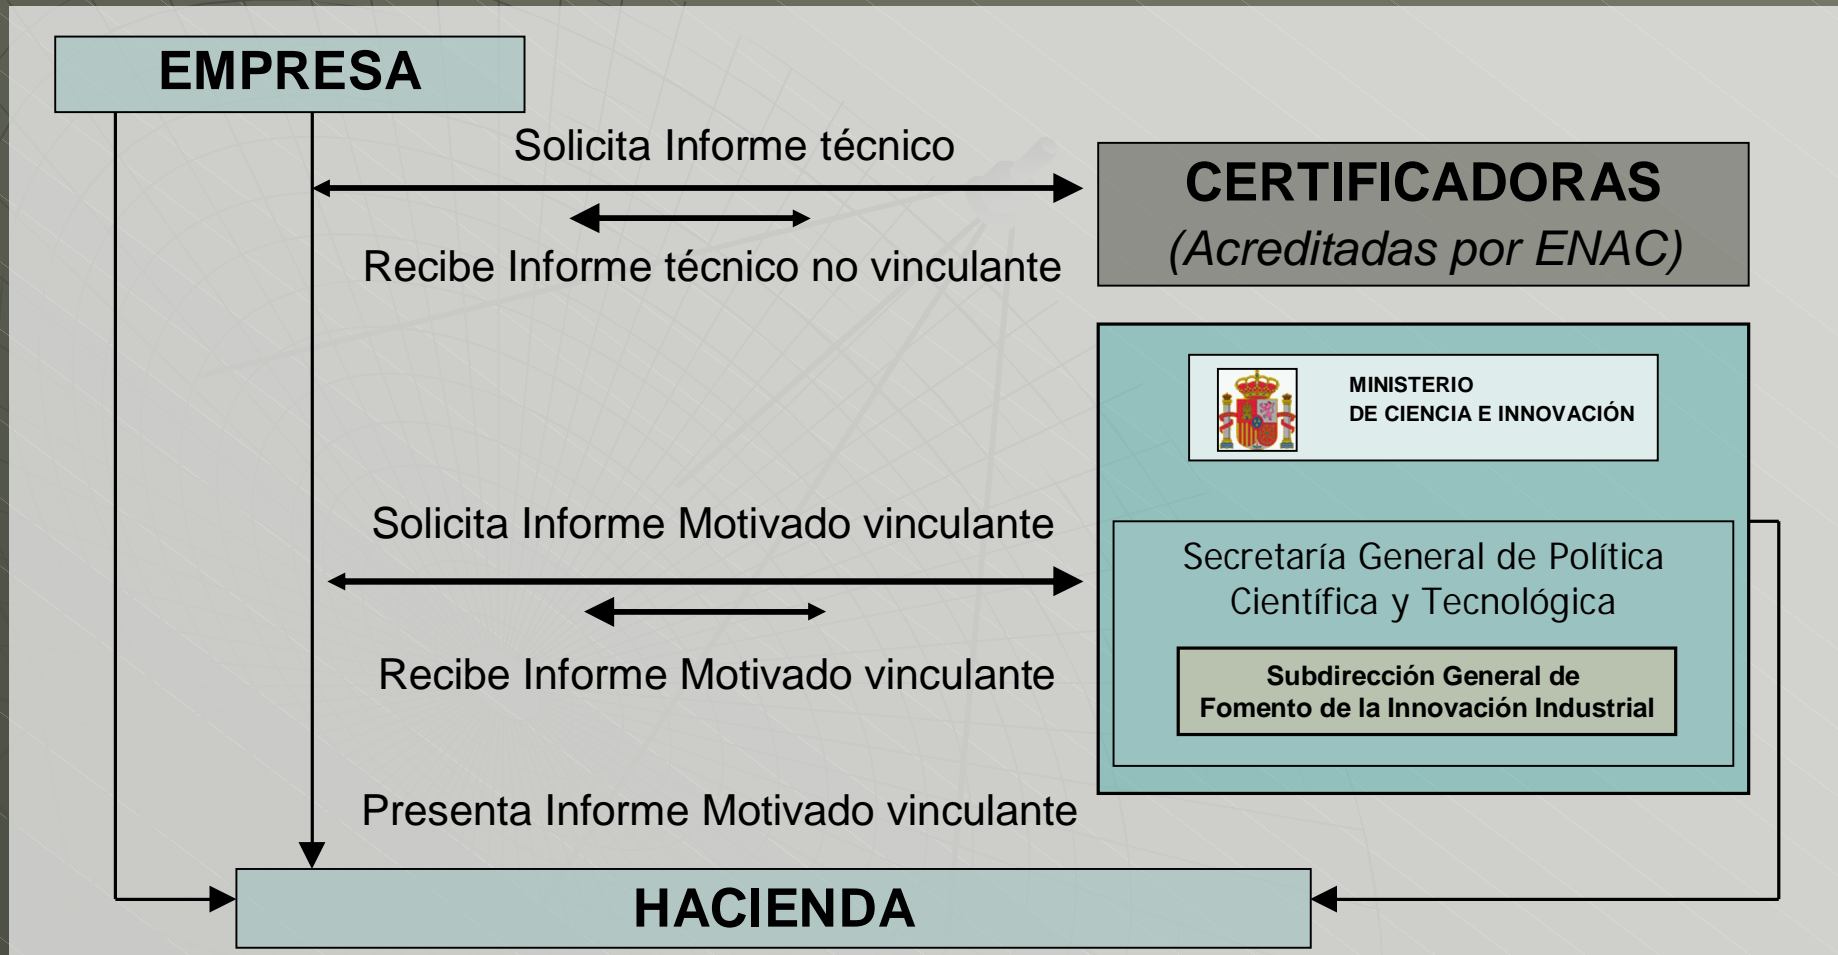 EMPRESA
Solicita Informe técnico
CERTIFICADORAS
(Acreditadas por ENAC)
Recibe Informe técnico no vinculante
MINISTERIO
DE CIENCIA E INNOVACIÓN
Solicita Informe Motivado vinculante
Secretaría General de Política
Científica y Tecnológica
Recibe Informe Motivado vinculante
Subdirección General de
Fomento de la Innovación Industrial
Presenta Informe Motivado vinculante
HACIENDA